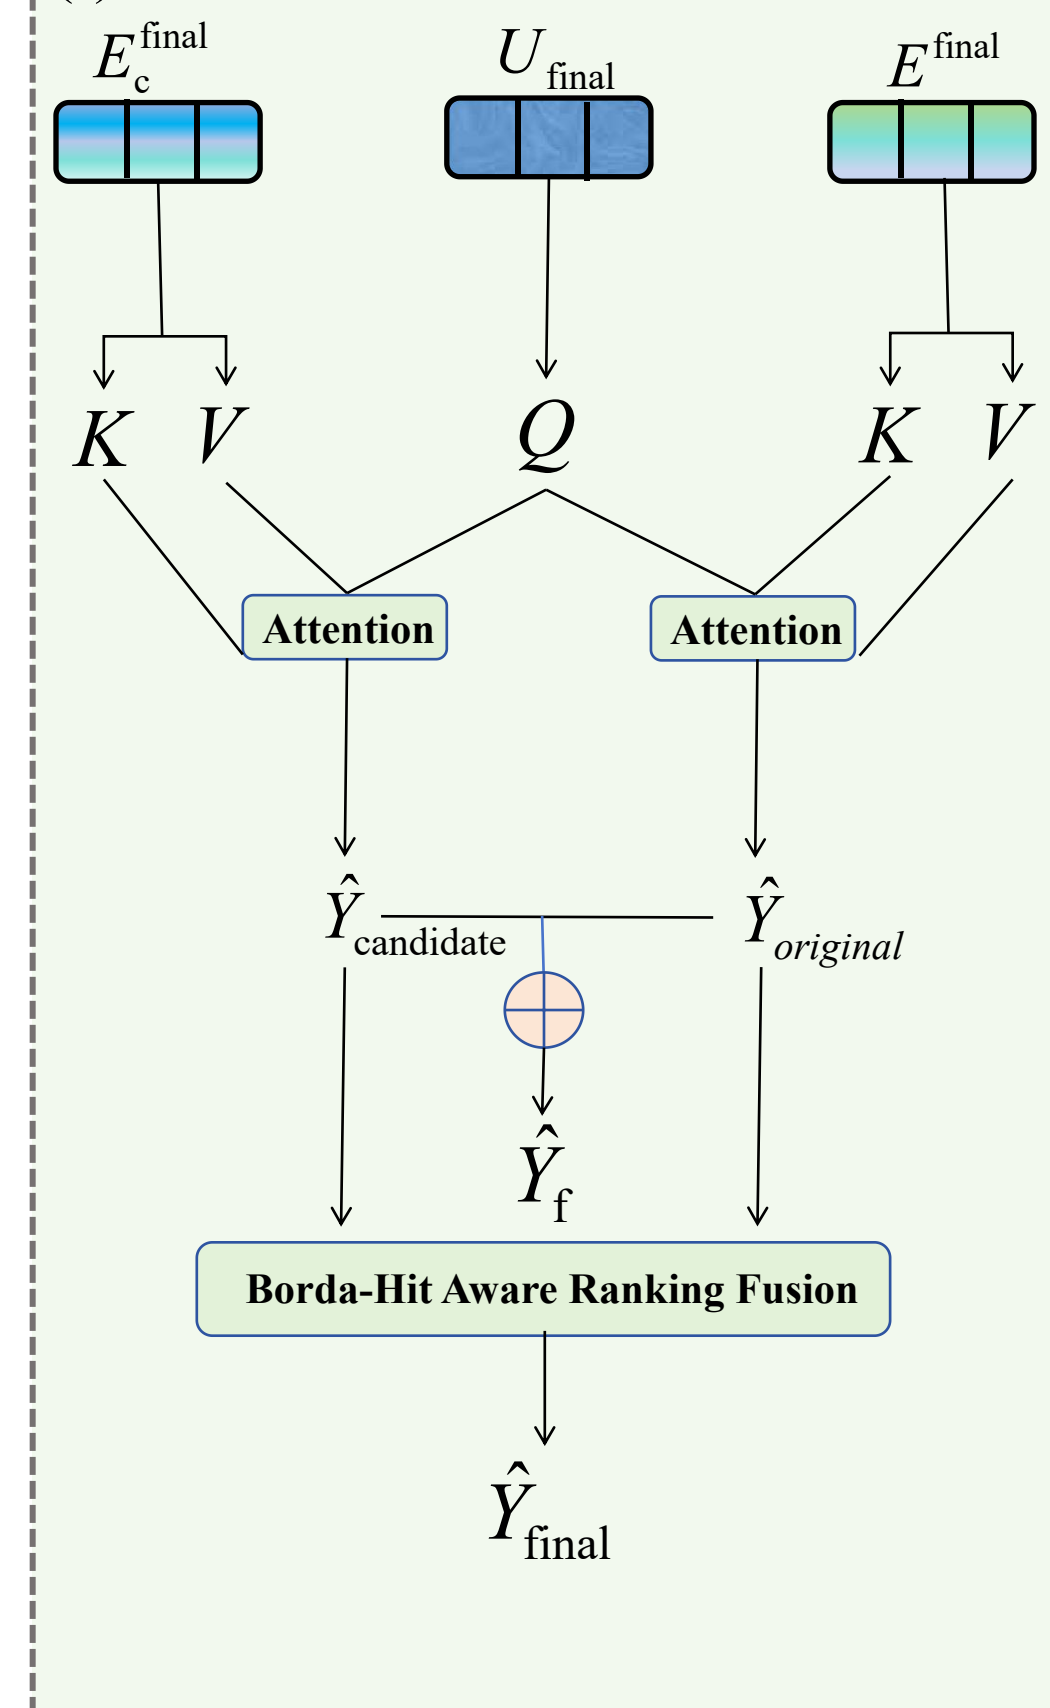 E_c^final U_final E^final
K V Q K V
Attention Attention
Ŷ_candidate Ŷ_original
Ŷ_f
Borda-Hit Aware Ranking Fusion
Ŷ_final